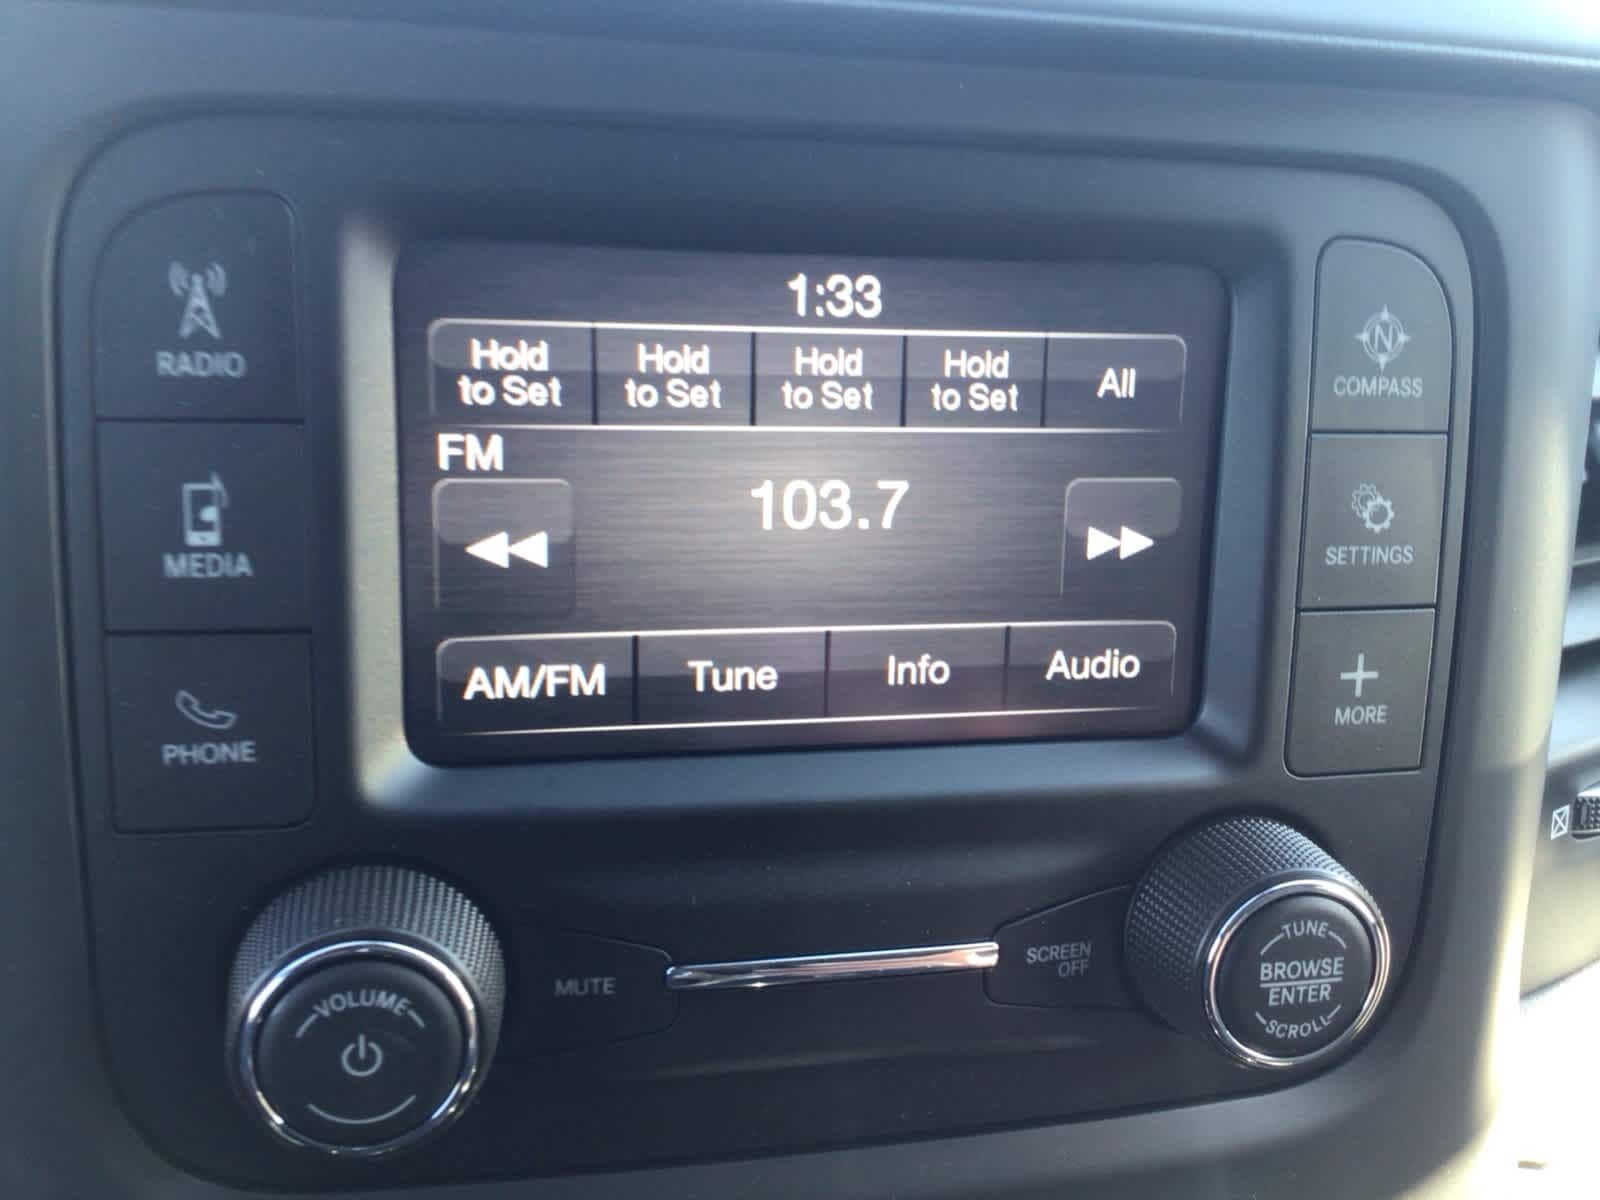 1:33
Hold to Set
Hold to Set
Hold to Set
Hold to Set
All
FM
103.7
AM/FM
Tune
Info
Audio
RADIO
MEDIA
PHONE
N
COMPASS
SETTINGS
MORE
VOLUME
MUTE
SCREEN
OFF
TUNE
BROWSE
ENTER
SCROLL